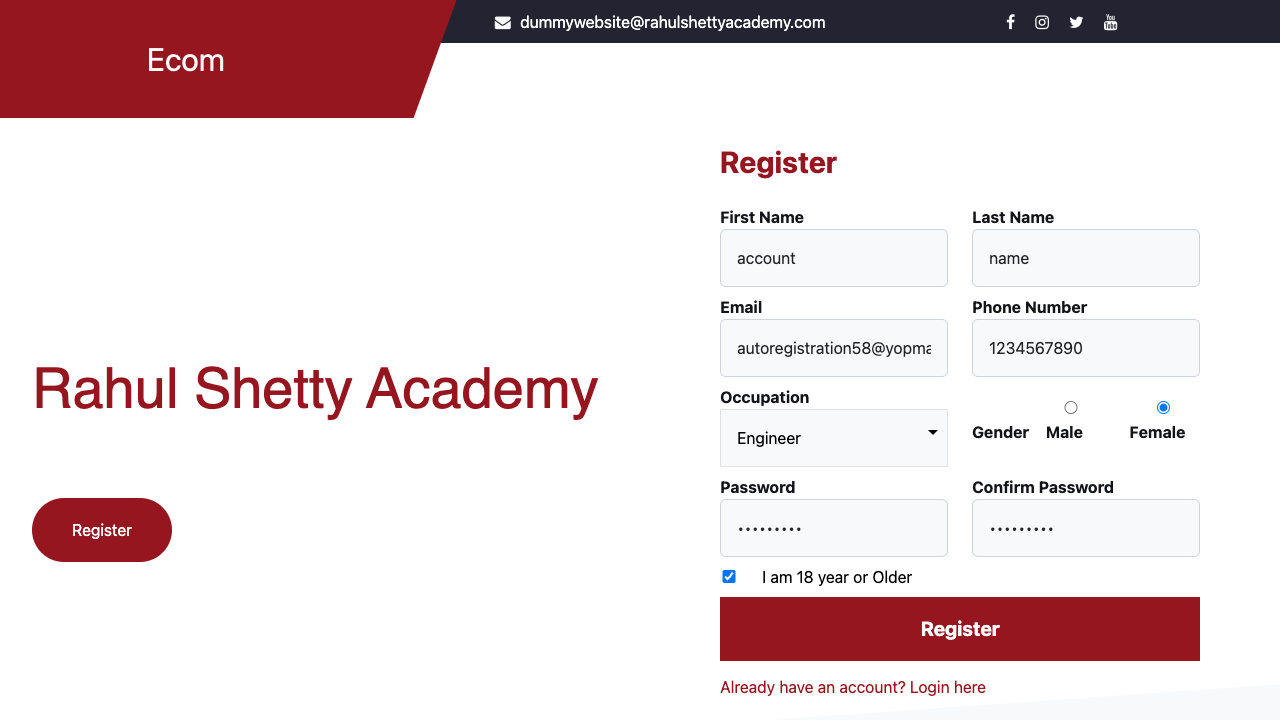 dummywebsite@rahulshettyacademy.com
Ecom
Register
First Name
Last Name
account
name
Email
Phone Number
autoregistration58@yopma
1234567890
Occupation
Engineer
Gender
Male
Female
Rahul Shetty Academy
Register
Password
Confirm Password
•••••••••
•••••••••
I am 18 year or Older
Register
Already have an account? Login here